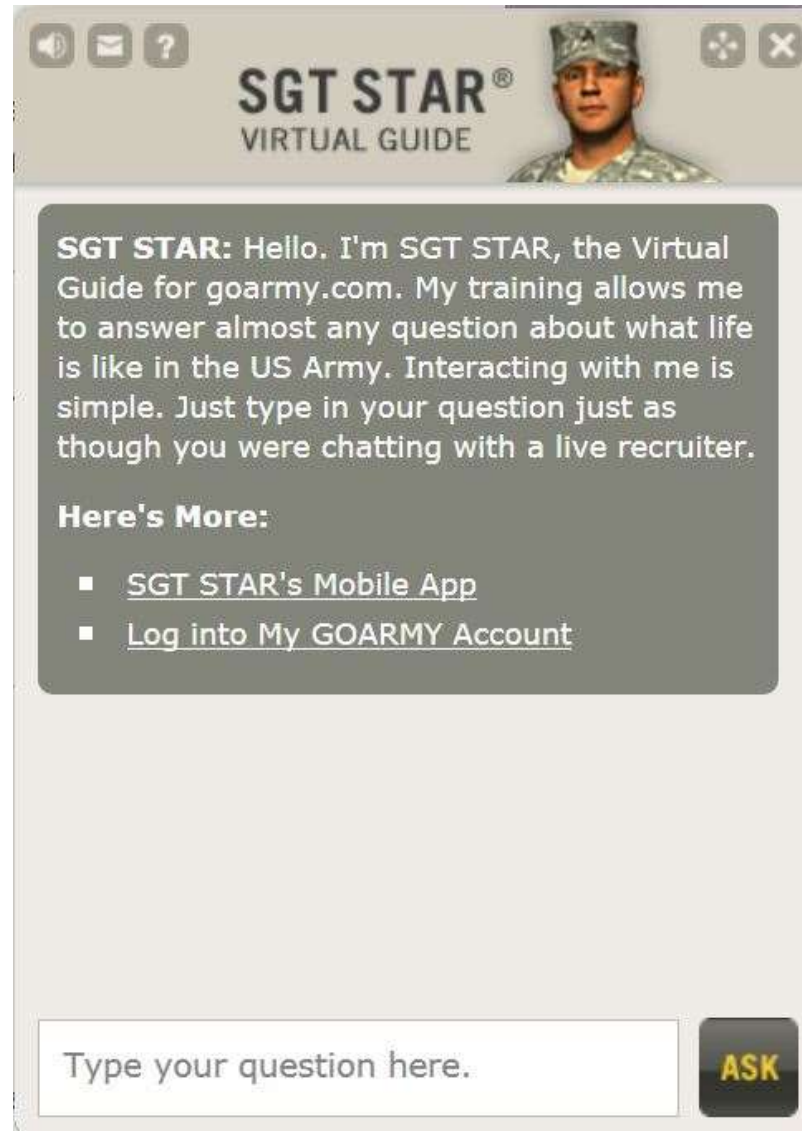 SGT STAR®
VIRTUAL GUIDE
SGT STAR: Hello. I'm SGT STAR, the Virtual
Guide for goarmy.com. My training allows me
to answer almost any question about what life
is like in the US Army. Interacting with me is
simple. Just type in your question just as
though you were chatting with a live recruiter.
Here's More:
SGT STAR's Mobile App
Log into My GOARMY Account
Type your question here.
ASK